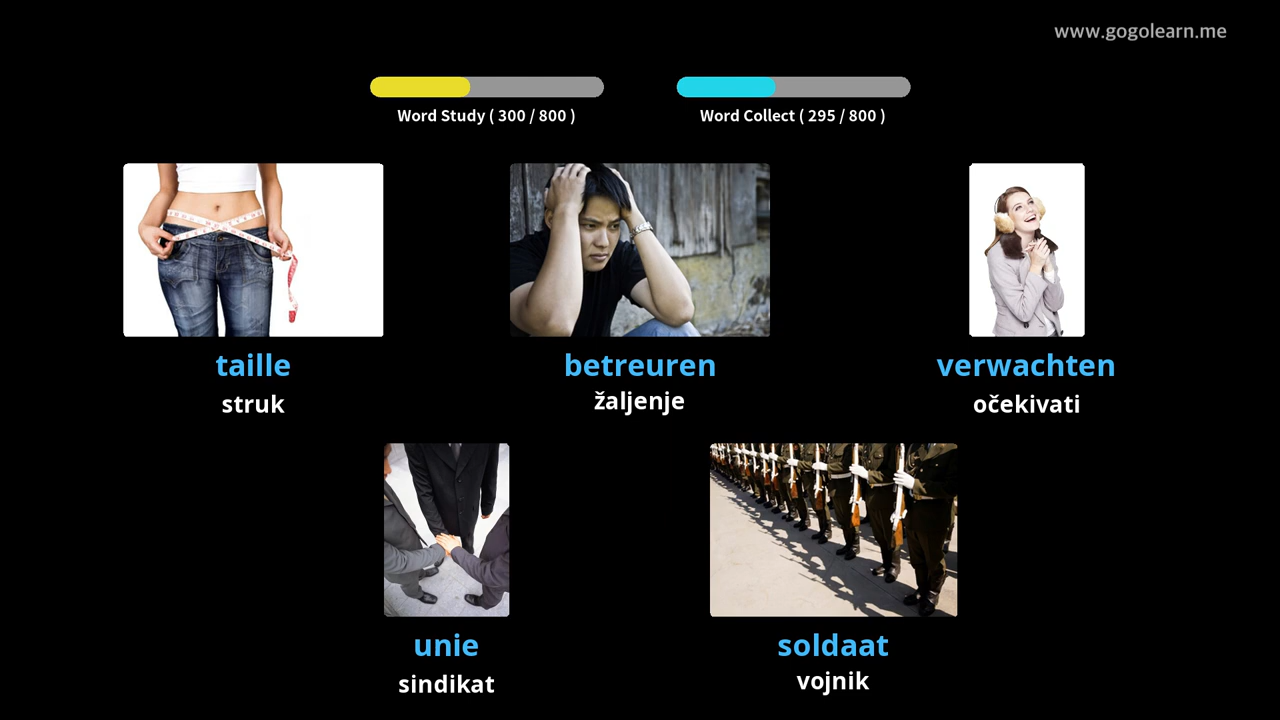 www.gogolearn.me
Word Study ( 300 / 800 )
Word Collect ( 295 / 800 )
taille
struk
betreuren
žaljenje
verwachten
očekivati
unie
sindikat
soldaat
vojnik